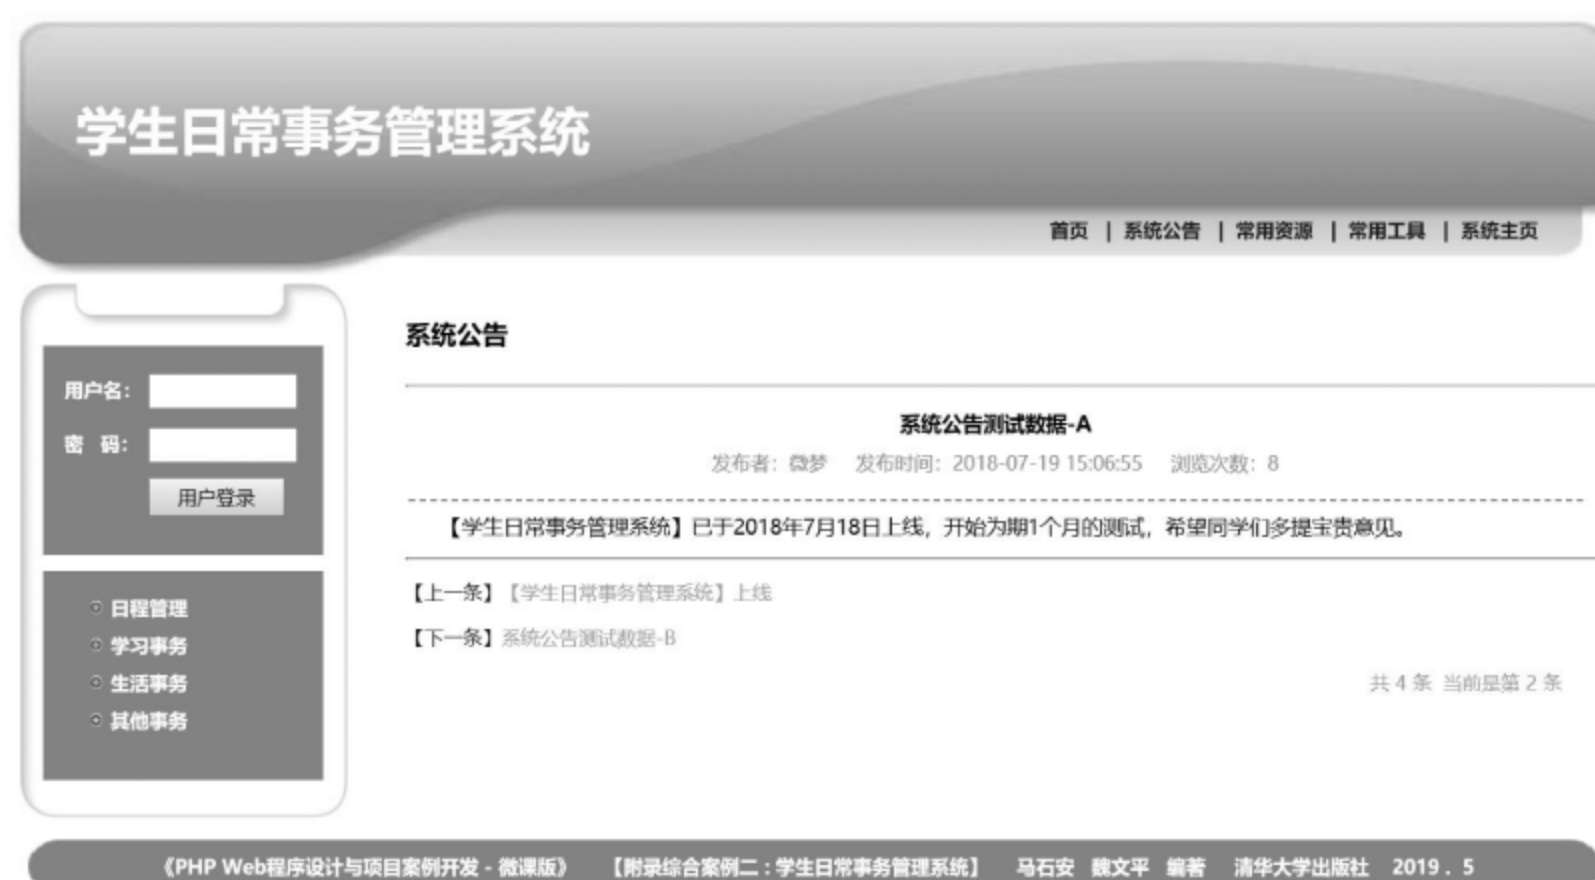 学生日常事务管理系统
首页 | 系统公告 | 常用资源 | 常用工具 | 系统主页
用户名：
密 码：
用户登录
日程管理
学习事务
生活事务
其他事务
系统公告
系统公告测试数据-A
发布者：微梦 发布时间：2018-07-19 15:06:55 浏览次数：8
【学生日常事务管理系统】已于2018年7月18日上线，开始为期1个月的测试，希望同学们多提宝贵意见。
【上一条】【学生日常事务管理系统】上线
【下一条】系统公告测试数据-B
共 4 条 当前是第 2 条
《PHP Web程序设计与项目案例开发 - 微课版》 【附录综合案例二：学生日常事务管理系统】 马石安 魏文平 编著 清华大学出版社 2019 . 5